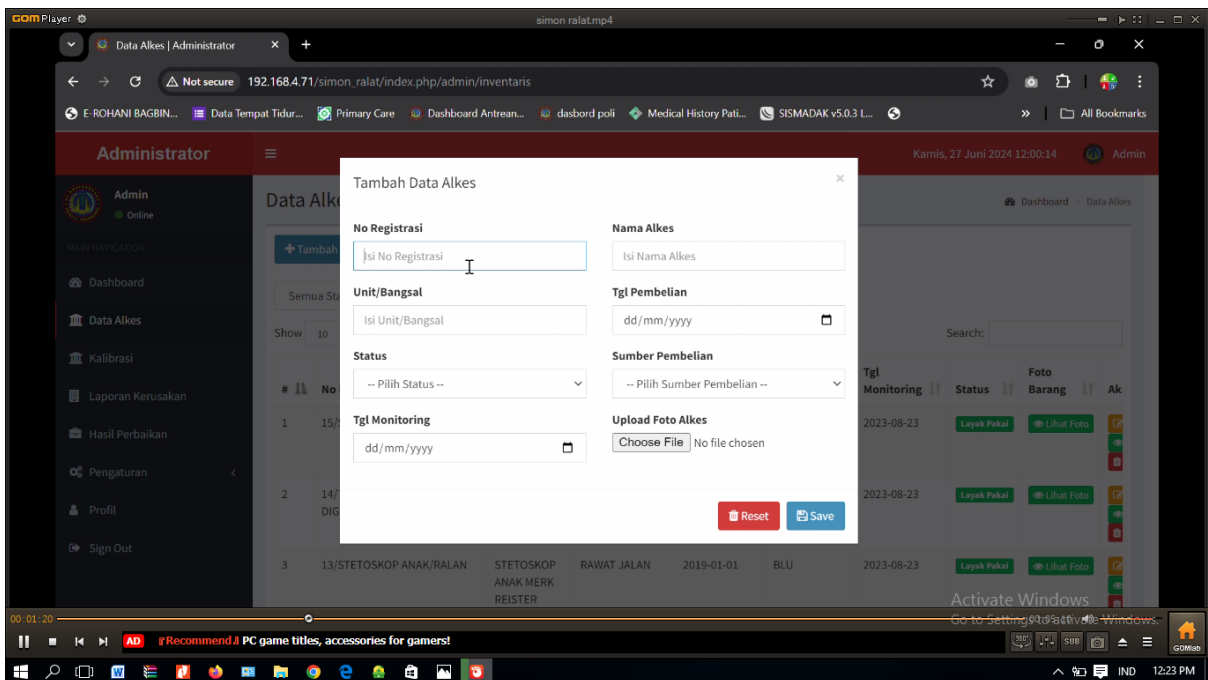 GOM Player
simon ralat.mp4
Data Alkes | Administrator
Not secure 192.168.4.71/simon_ralat/index.php/admin/inventaris
E-ROHANI BAGBIN... Data Tempat Tidur... Primary Care Dashboard Antrean... dasbord poli Medical History Pati... SISMADAK v5.0.3 L... » All Bookmarks
Administrator
Kamis, 27 Juni 2024 12:00:14 Admin
Admin
Online
MAIN NAVIGATION
Dashboard
Data Alkes
Kalibrasi
Laporan Kerusakan
Hasil Perbaikan
Pengaturan
Profil
Sign Out
Data Alke
Dashboard > Data Alkes
+ Tambah
Semua Sta
Show 10
Search:
Tambah Data Alkes ×
No Registrasi Nama Alkes
Isi No Registrasi Isi Nama Alkes
Unit/Bangsal Tgl Pembelian
Isi Unit/Bangsal dd/mm/yyyy
Status Sumber Pembelian
-- Pilih Status -- -- Pilih Sumber Pembelian --
Tgl Monitoring Upload Foto Alkes
dd/mm/yyyy Choose File No file chosen
Reset Save
# No Tgl Monitoring Status Foto Barang Ak
1 15/ 2023-08-23 Layak Pakai Lihat Foto
2 14/ 2023-08-23 Layak Pakai Lihat Foto
DIG
3 13/STETOSKOP ANAK/RALAN STETOSKOP RAWAT JALAN 2019-01-01 BLU 2023-08-23 Layak Pakai Lihat Foto
ANAK MERK
REISTER
Activate Windows
Go to Settings to activate Windows.
00:01:20
AD Recommend PC game titles, accessories for gamers!
360° SUB
GOMlab
IND 12:23 PM